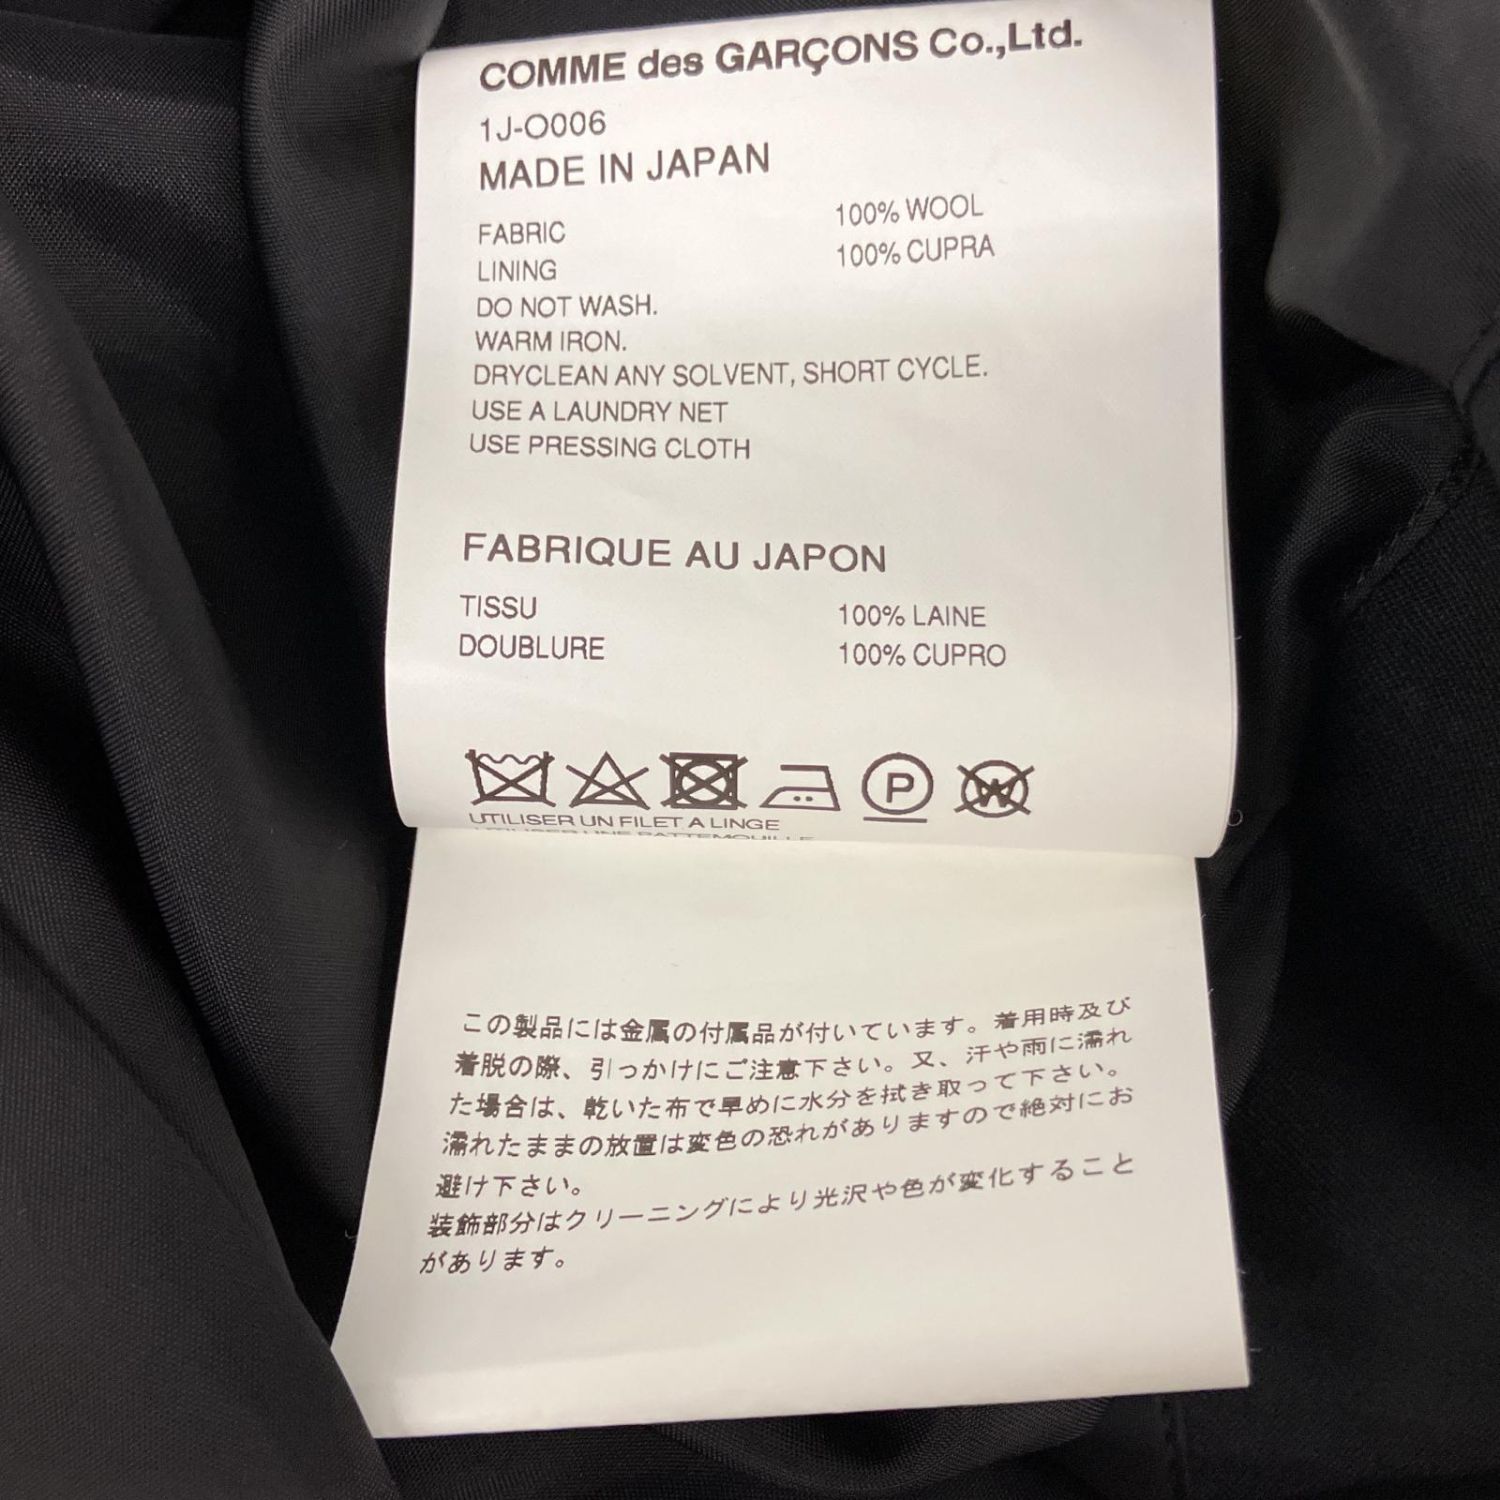 COMME des GARÇONS Co.,Ltd.
1J-O006
MADE IN JAPAN
FABRIC 100% WOOL
LINING 100% CUPRA
DO NOT WASH.
WARM IRON.
DRYCLEAN ANY SOLVENT, SHORT CYCLE.
USE A LAUNDRY NET
USE PRESSING CLOTH
FABRIQUE AU JAPON
TISSU 100% LAINE
DOUBLURE 100% CUPRO
P W
UTILISER UN FILET A LINGE
UTILISER UNE PATTEMOUILLE
この製品には金属の付属品が付いています。着用時及び
着脱の際、引っかけにご注意下さい。又、汗や雨に濡れ
た場合は、乾いた布で早めに水分を拭き取って下さい。
濡れたままの放置は変色の恐れがありますので絶対にお
避け下さい。
装飾部分はクリーニングにより光沢や色が変化すること
があります。